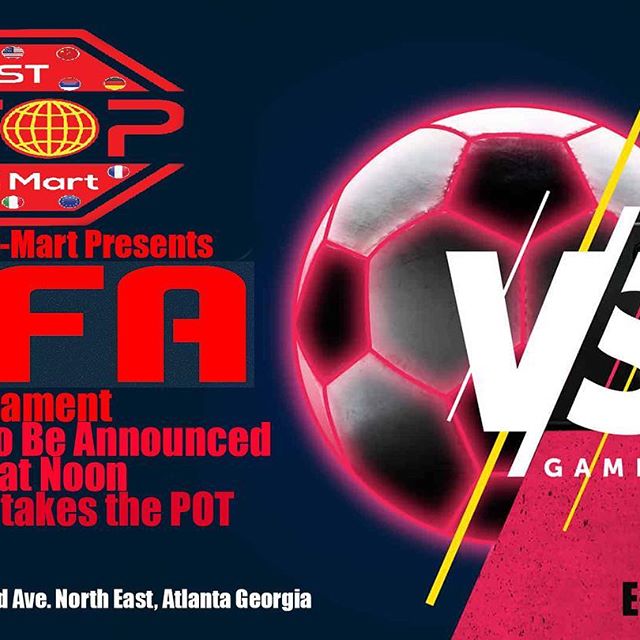 ST
TOP
Mart
-Mart Presents
FA
ament
o Be Announced
at Noon
takes the POT
d Ave. North East, Atlanta Georgia
VS
GAM
E